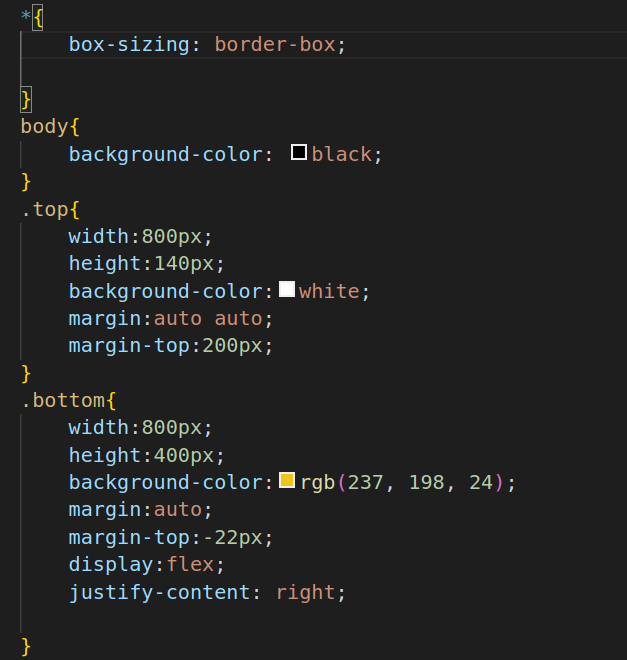 *{
    box-sizing: border-box;

}
body{
    background-color: black;
}
.top{
    width:800px;
    height:140px;
    background-color:white;
    margin:auto auto;
    margin-top:200px;
}
.bottom{
    width:800px;
    height:400px;
    background-color:rgb(237, 198, 24);
    margin:auto;
    margin-top:-22px;
    display:flex;
    justify-content: right;

}